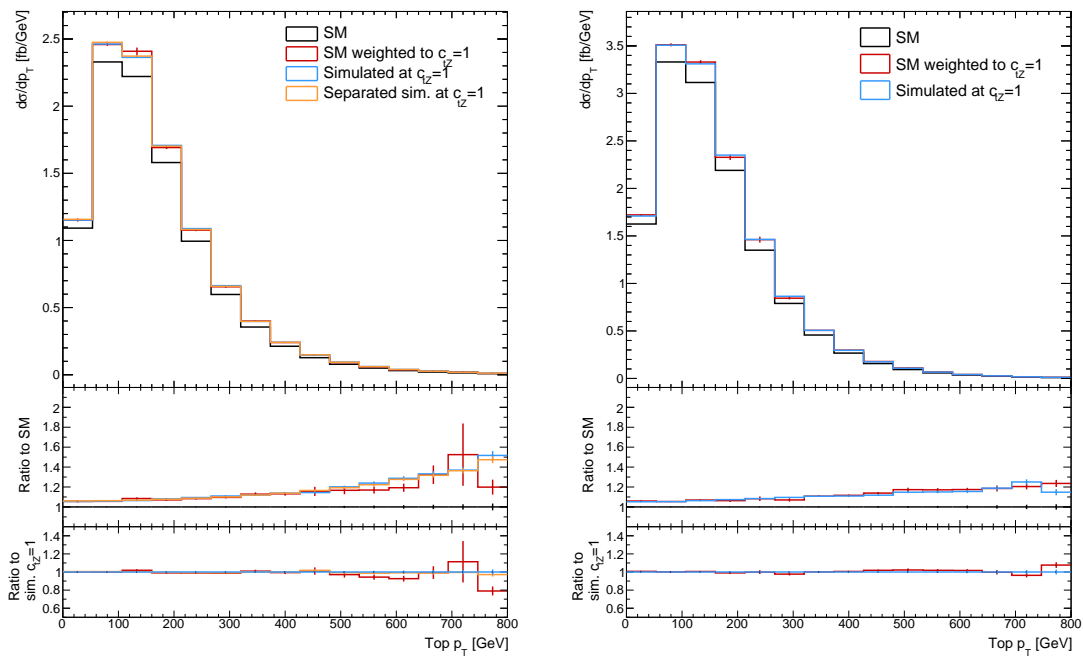 dσ/dp_T [fb/GeV]
2.5
2
1.5
1
0.5
0
SM
SM weighted to c_tZ=1
Simulated at c_tZ=1
Separated sim. at c_tZ=1
Ratio to SM
2
1.8
1.6
1.4
1.2
1
Ratio to
sim. c_tZ=1
1.4
1.2
1
0.8
0.6
0 100 200 300 400 500 600 700 800
Top p_T [GeV]
dσ/dp_T [fb/GeV]
3.5
3
2.5
2
1.5
1
0.5
0
SM
SM weighted to c_tZ=1
Simulated at c_tZ=1
Ratio to SM
2
1.8
1.6
1.4
1.2
1
Ratio to
sim. c_tZ=1
1.4
1.2
1
0.8
0.6
0 100 200 300 400 500 600 700 800
Top p_T [GeV]